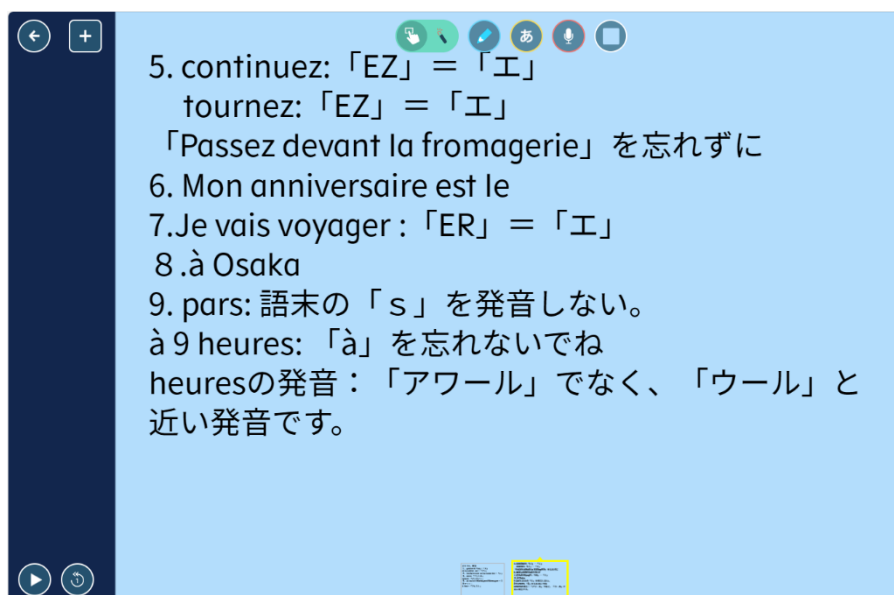 あ
5. continuez:「EZ」＝「エ」
tournez:「EZ」＝「エ」
「Passez devant la fromagerie」を忘れずに
6. Mon anniversaire est le
7.Je vais voyager :「ER」＝「エ」
８.à Osaka
9. pars: 語末の「ｓ」を発音しない。
à 9 heures: 「à」を忘れないでね
heuresの発音：「アワール」でなく、「ウール」と
近い発音です。
1